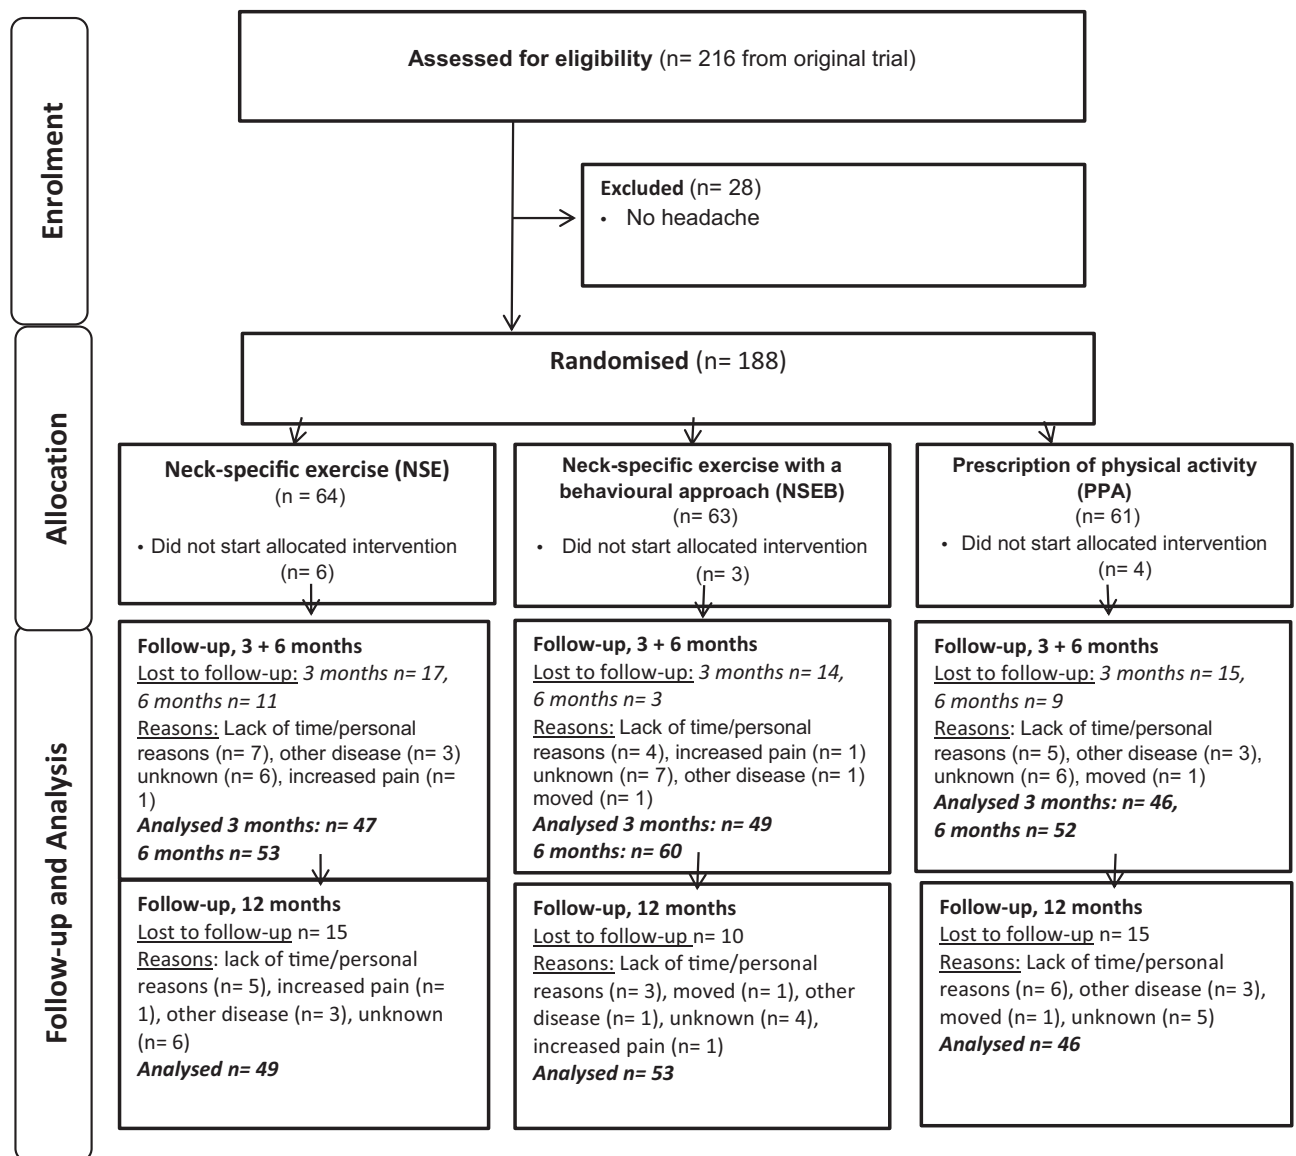 Enrolment
Assessed for eligibility (n= 216 from original trial)
Excluded (n= 28)
• No headache
Allocation
Randomised (n= 188)
Neck-specific exercise (NSE)
(n = 64)
• Did not start allocated intervention
(n= 6)
Neck-specific exercise with a
behavioural approach (NSEB)
(n= 63)
• Did not start allocated intervention
(n= 3)
Prescription of physical activity
(PPA)
(n= 61)
• Did not start allocated intervention
(n= 4)
Follow-up and Analysis
Follow-up, 3 + 6 months
Lost to follow-up: 3 months n= 17,
6 months n= 11
Reasons: Lack of time/personal
reasons (n= 7), other disease (n= 3)
unknown (n= 6), increased pain (n=
1)
Analysed 3 months: n= 47
6 months n= 53
Follow-up, 3 + 6 months
Lost to follow-up: 3 months n= 14,
6 months n= 3
Reasons: Lack of time/personal
reasons (n= 4), increased pain (n= 1)
unknown (n= 7), other disease (n= 1)
moved (n= 1)
Analysed 3 months: n= 49
6 months: n= 60
Follow-up, 3 + 6 months
Lost to follow-up: 3 months n= 15,
6 months n= 9
Reasons: Lack of time/personal
reasons (n= 5), other disease (n= 3),
unknown (n= 6), moved (n= 1)
Analysed 3 months: n= 46,
6 months n= 52
Follow-up, 12 months
Lost to follow-up n= 15
Reasons: lack of time/personal
reasons (n= 5), increased pain (n=
1), other disease (n= 3), unknown
(n= 6)
Analysed n= 49
Follow-up, 12 months
Lost to follow-up n= 10
Reasons: Lack of time/personal
reasons (n= 3), moved (n= 1), other
disease (n= 1), unknown (n= 4),
increased pain (n= 1)
Analysed n= 53
Follow-up, 12 months
Lost to follow-up n= 15
Reasons: Lack of time/personal
reasons (n= 6), other disease (n= 3),
moved (n= 1), unknown (n= 5)
Analysed n= 46